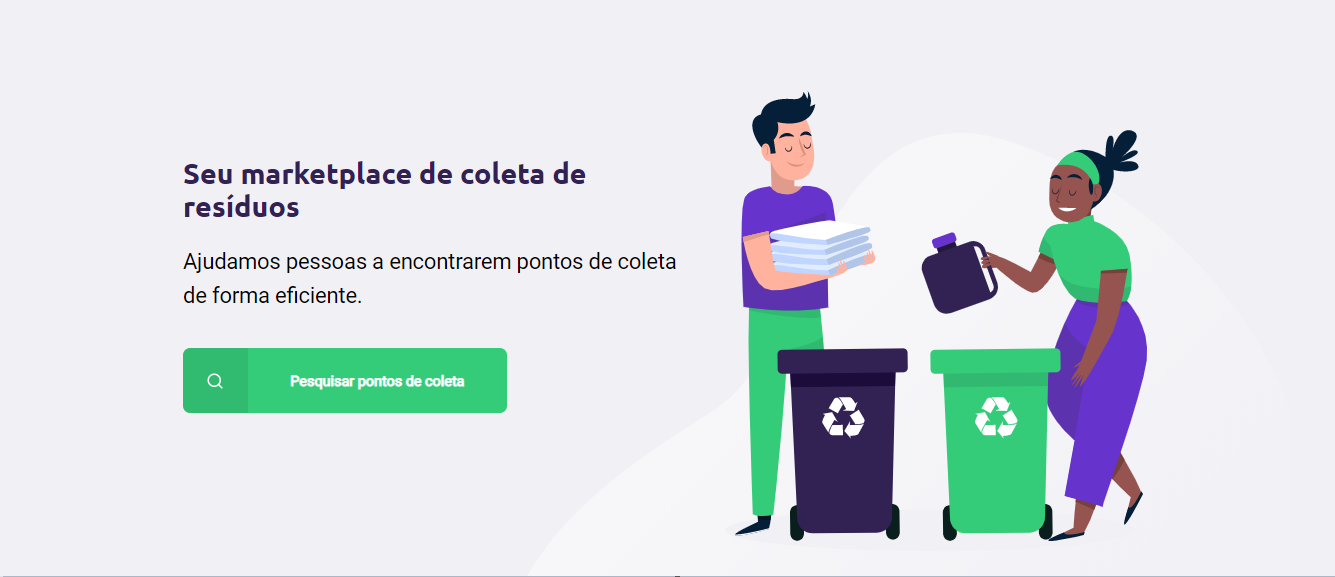 Seu marketplace de coleta de
resíduos
Ajudamos pessoas a encontrarem pontos de coleta
de forma eficiente.
Pesquisar pontos de coleta